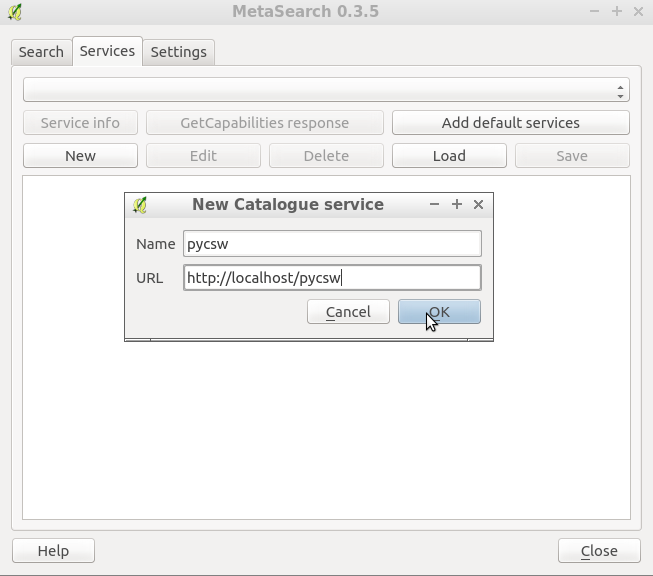 MetaSearch 0.3.5
Search Services Settings
Service info GetCapabilities response Add default services
New Edit Delete Load Save
New Catalogue service
Name pycsw
URL http://localhost/pycsw
Cancel OK
Help Close